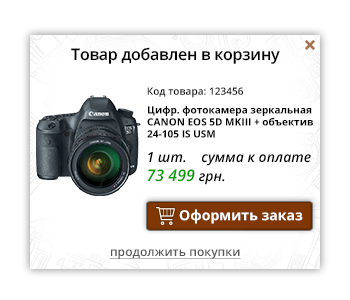 Товар добавлен в корзину
Код товара: 123456
Цифр. фотокамера зеркальная
CANON EOS 5D MKIII + объектив
24-105 IS USM
Canon
1 шт. сумма к оплате
73 499 грн.
Оформить заказ
продолжить покупки